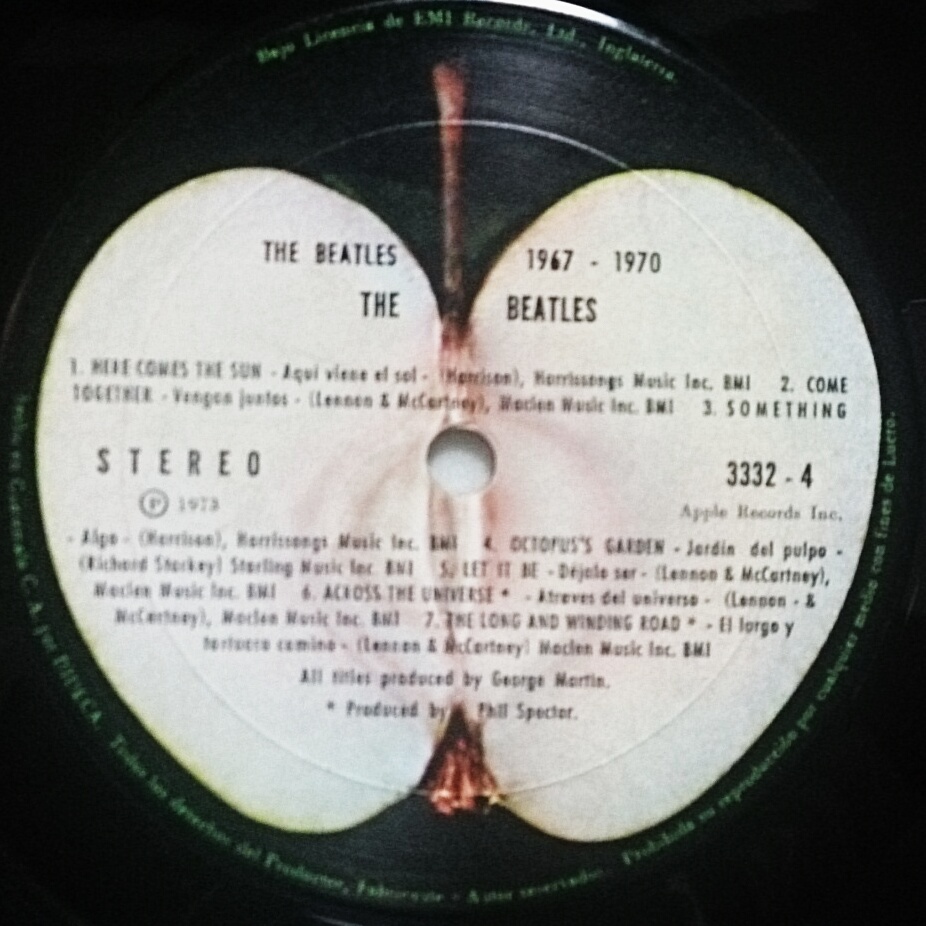 Bajo Licencia de EMI Records, Ltd., Inglaterra.
THE BEATLES 1967 - 1970
THE BEATLES
1. HERE COMES THE SUN - Aqui viene el sol - (Harrison), Harrisongs Music Inc. BMI 2. COME
TOGETHER - Vengan juntos - (Lennon & McCartney), Maclen Music Inc. BMI 3. SOMETHING
STEREO 3332 - 4
Ⓟ 1973 Apple Records Inc.
- Algo - (Harrison), Harrisongs Music Inc. BMI 4. OCTOPUS'S GARDEN - Jardin del pulpo -
(Richard Starkey) Starling Music Inc. BMI 5. LET IT BE - Déjalo ser - (Lennon & McCartney),
Maclen Music Inc. BMI 6. ACROSS THE UNIVERSE * - Atraves del universo - (Lennon - &
McCartney), Maclen Music Inc. BMI 7. THE LONG AND WINDING ROAD * - El largo y
camino - (Lennon & McCartney) Maclen Music Inc. BMI
All titles produced by George Martin.
* Produced by Phil Spector.
C. A. por Todos los derechos del Productor, Fabricante - Autor reservados. Prohibida su reproducción por cualquier medio con fines de Lucro.